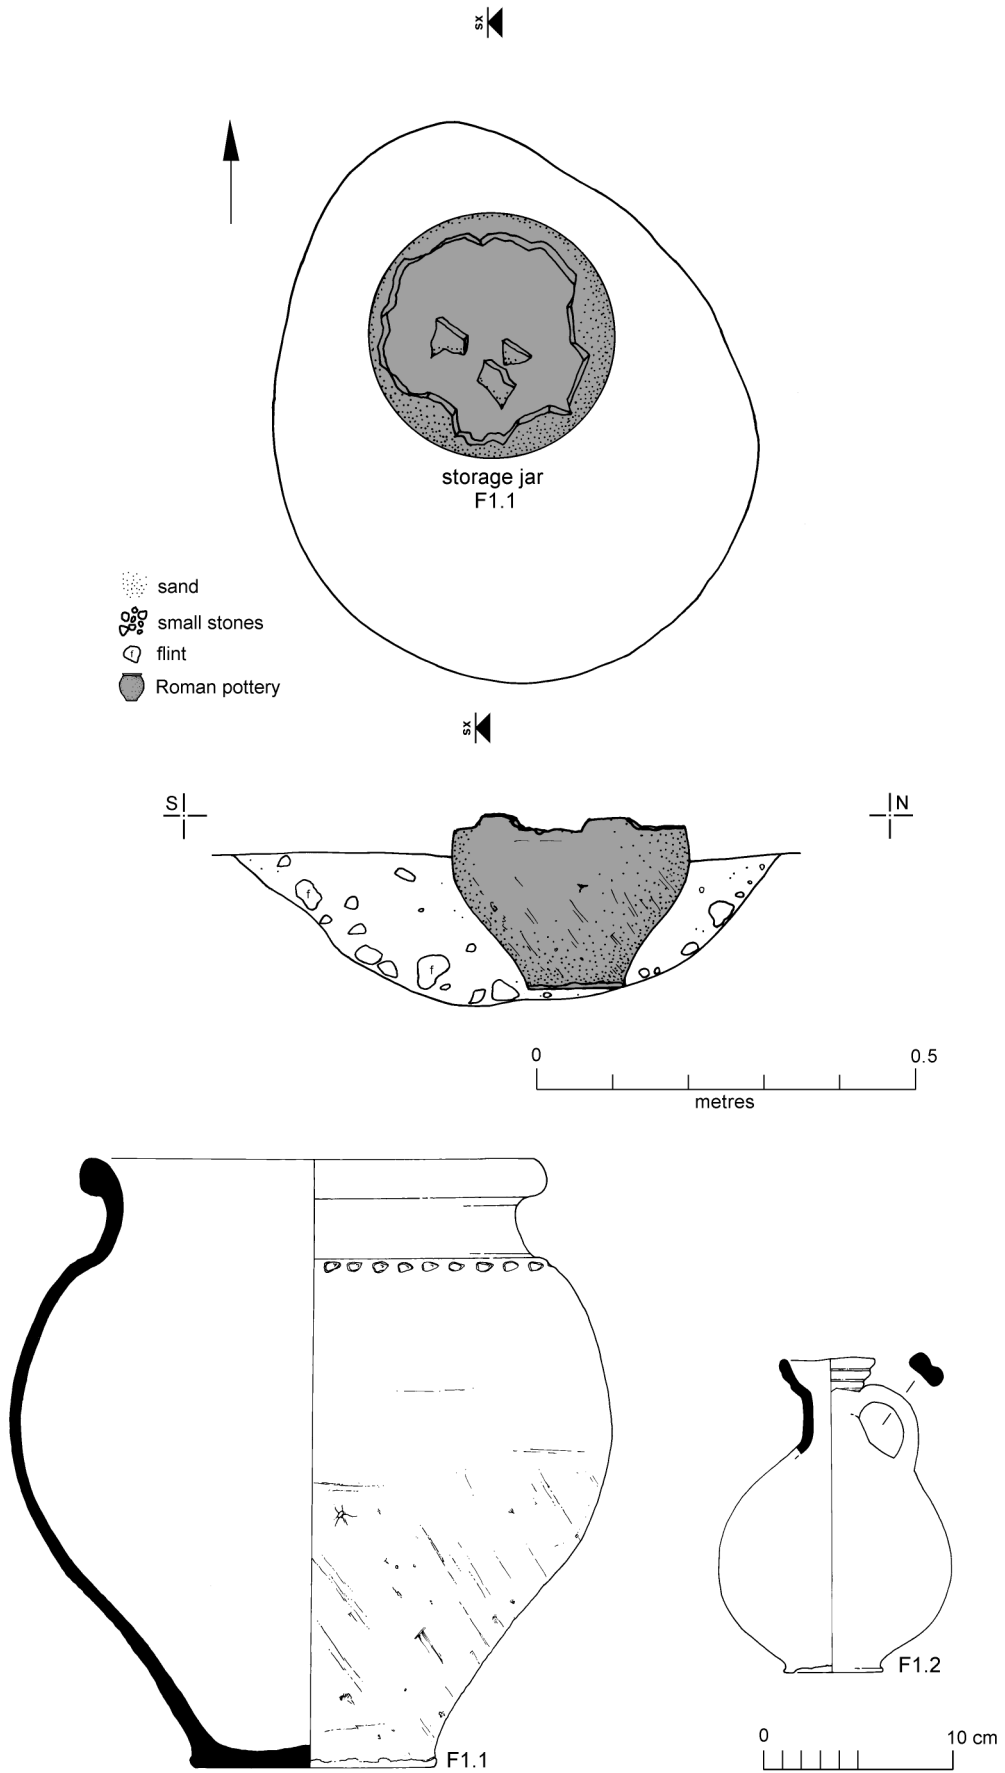 sx
storage jar
F1.1
sand
small stones
f flint
Roman pottery
sx
S N
f
f
0 0.5
metres
F1.1
F1.2
0 10 cm